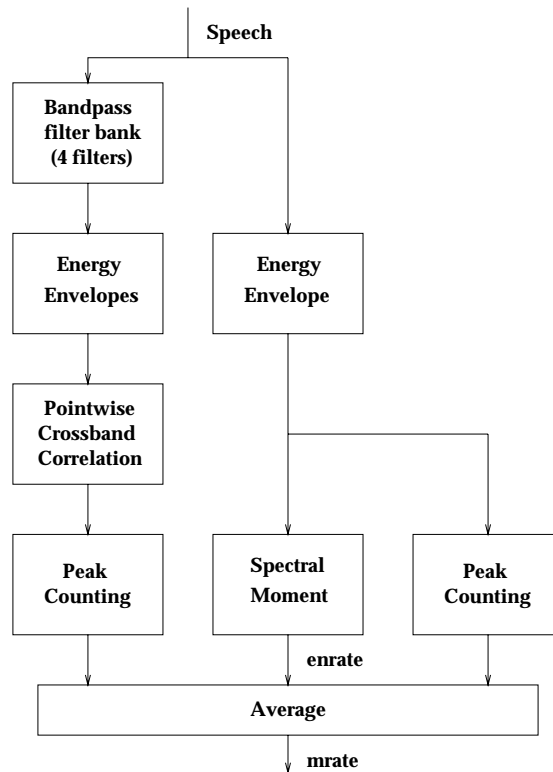 Speech
Bandpass
filter bank
(4 filters)
Energy
Envelopes
Energy
Envelope
Pointwise
Crossband
Correlation
Peak
Counting
Spectral
Moment
Peak
Counting
enrate
Average
mrate